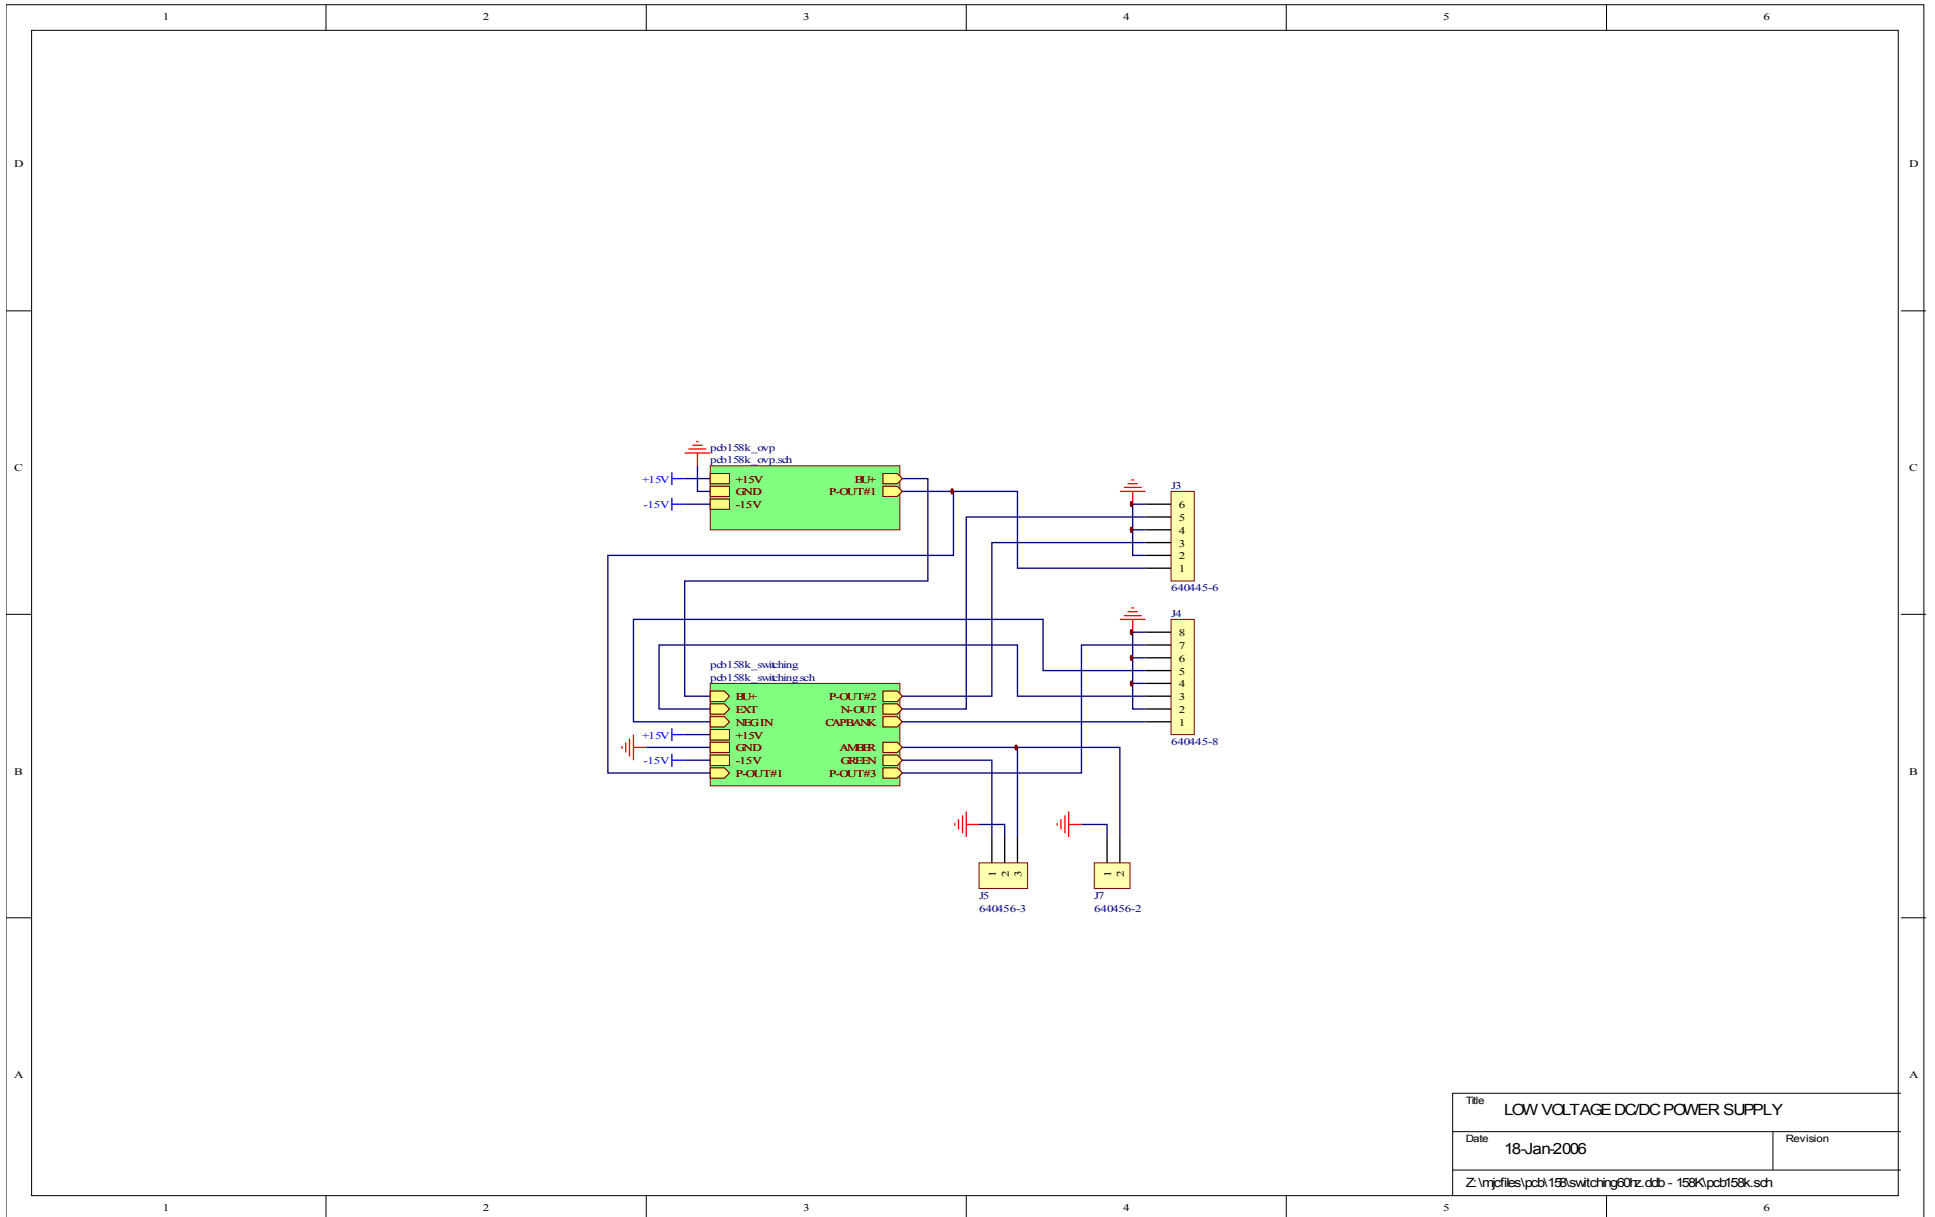 1 2 3 4 5 6
D D
pcb158k_ovp
pcb158k_ovp.sch
+15V +15V BU+
GND P-OUT#1
-15V -15V
C C
J3
6
5
4
3
2
1
640445-6
J4
8
7
6
5
4
3
2
1
640445-8
pcb158k_switching
pcb158k_switching.sch
BU+ P-OUT#2
EXT N-OUT
NEG IN CAPBANK
+15V +15V
GND AMBER
-15V -15V GREEN
P-OUT#1 P-OUT#3
B B
1 2 3
J5
640456-3
1 2
J7
640456-2
A A
Title LOW VOLTAGE DC/DC POWER SUPPLY
Date 18-Jan-2006 Revision
Z:\mjcfiles\pcb\158\switching60hz.ddb - 158K\pcb158k.sch
1 2 3 4 5 6